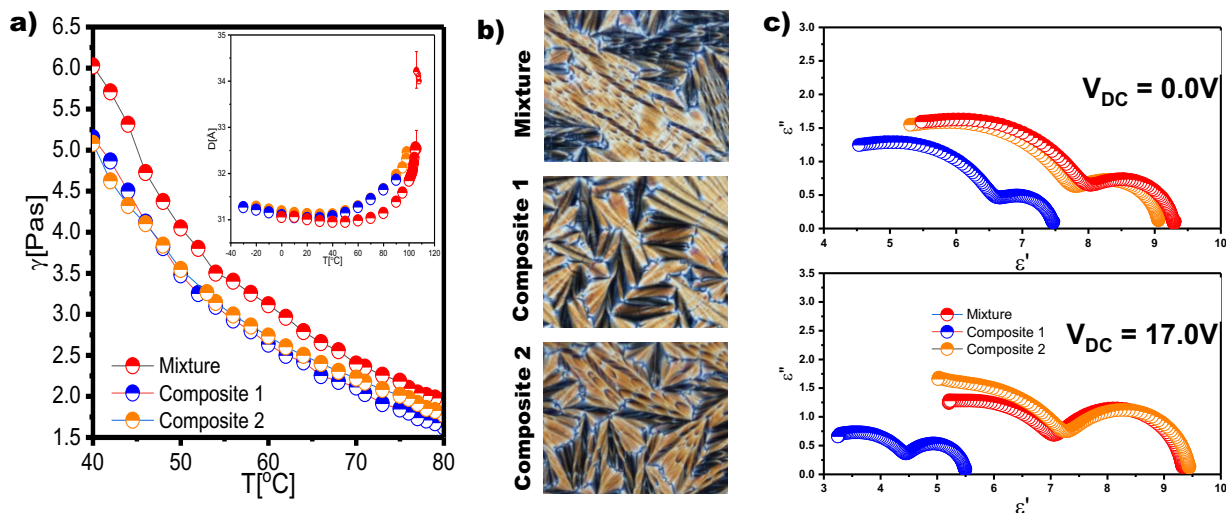 a)
6.5
6.0
5.5
5.0
4.5
4.0
3.5
3.0
2.5
2.0
1.5
γ[Pas]
40 50 60 70 80
T[°C]
Mixture
Composite 1
Composite 2
35
34
33
32
31
D[Å]
-40 -20 0 20 40 60 80 100 120
T[°C]
b)
Mixture
Composite 1
Composite 2
c)
3.0
2.5
2.0
1.5
1.0
0.5
0.0
ε''
V_DC = 0.0V
4 5 6 7 8 9 10
ε'
3.5
3.0
2.5
2.0
1.5
1.0
0.5
0.0
ε''
Mixture
Composite 1
Composite 2
V_DC = 17.0V
3 4 5 6 7 8 9 10
ε'